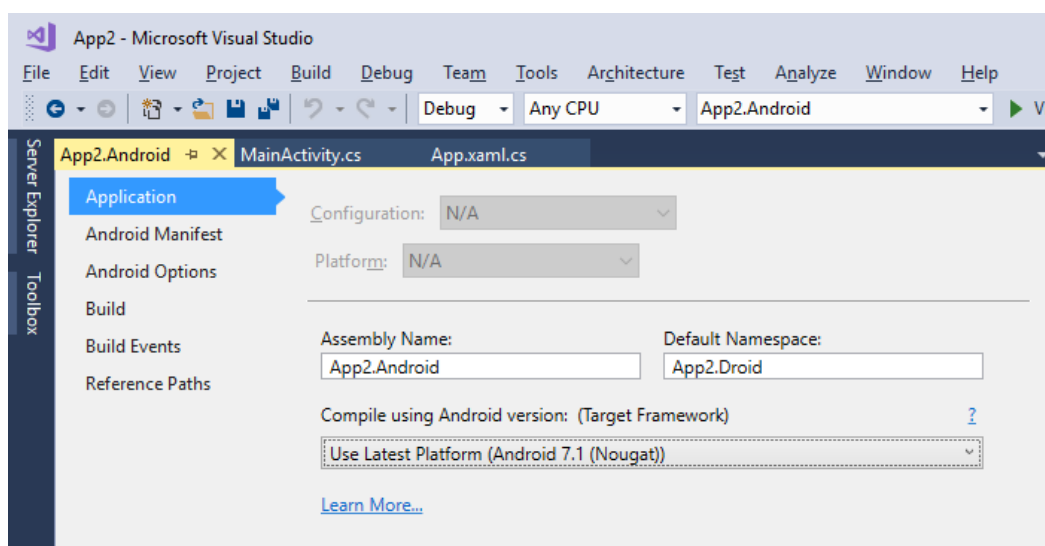 App2 - Microsoft Visual Studio
File Edit View Project Build Debug Team Tools Architecture Test Analyze Window Help
Debug Any CPU App2.Android V
Server Explorer
Toolbox
App2.Android MainActivity.cs App.xaml.cs
Application
Android Manifest
Android Options
Build
Build Events
Reference Paths
Configuration: N/A
Platform: N/A
Assembly Name: Default Namespace:
App2.Android App2.Droid
Compile using Android version: (Target Framework) ?
Use Latest Platform (Android 7.1 (Nougat))
Learn More...